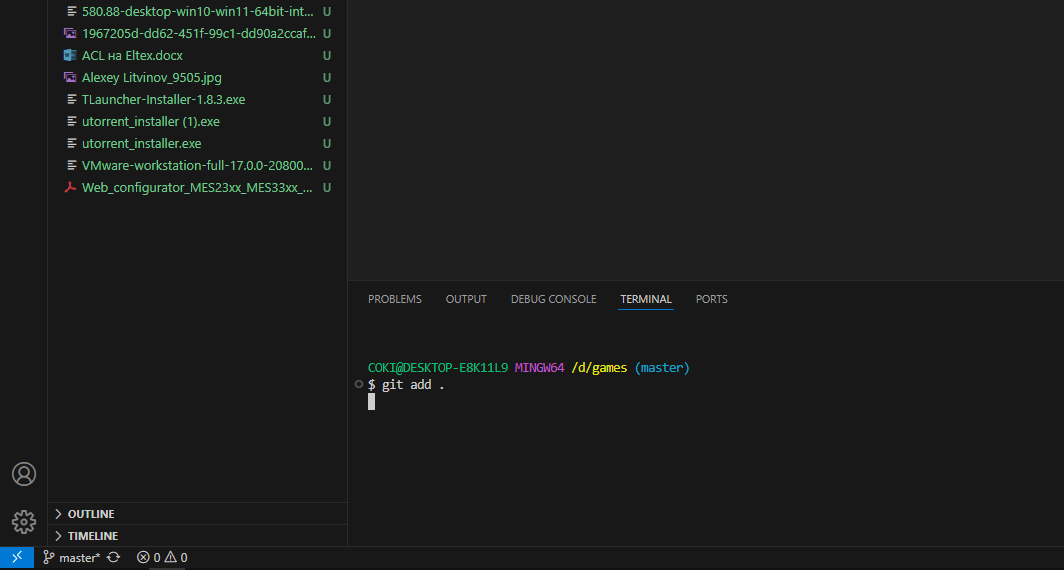 580.88-desktop-win10-win11-64bit-int... U
1967205d-dd62-451f-99c1-dd90a2ccaf... U
ACL на Eltex.docx U
Alexey Litvinov_9505.jpg U
TLauncher-Installer-1.8.3.exe U
utorrent_installer (1).exe U
utorrent_installer.exe U
VMware-workstation-full-17.0.0-20800... U
Web_configurator_MES23xx_MES33xx_... U
PROBLEMS OUTPUT DEBUG CONSOLE TERMINAL PORTS
COKI@DESKTOP-E8K11L9 MINGW64 /d/games (master)
$ git add .
OUTLINE
TIMELINE
master* 0 0